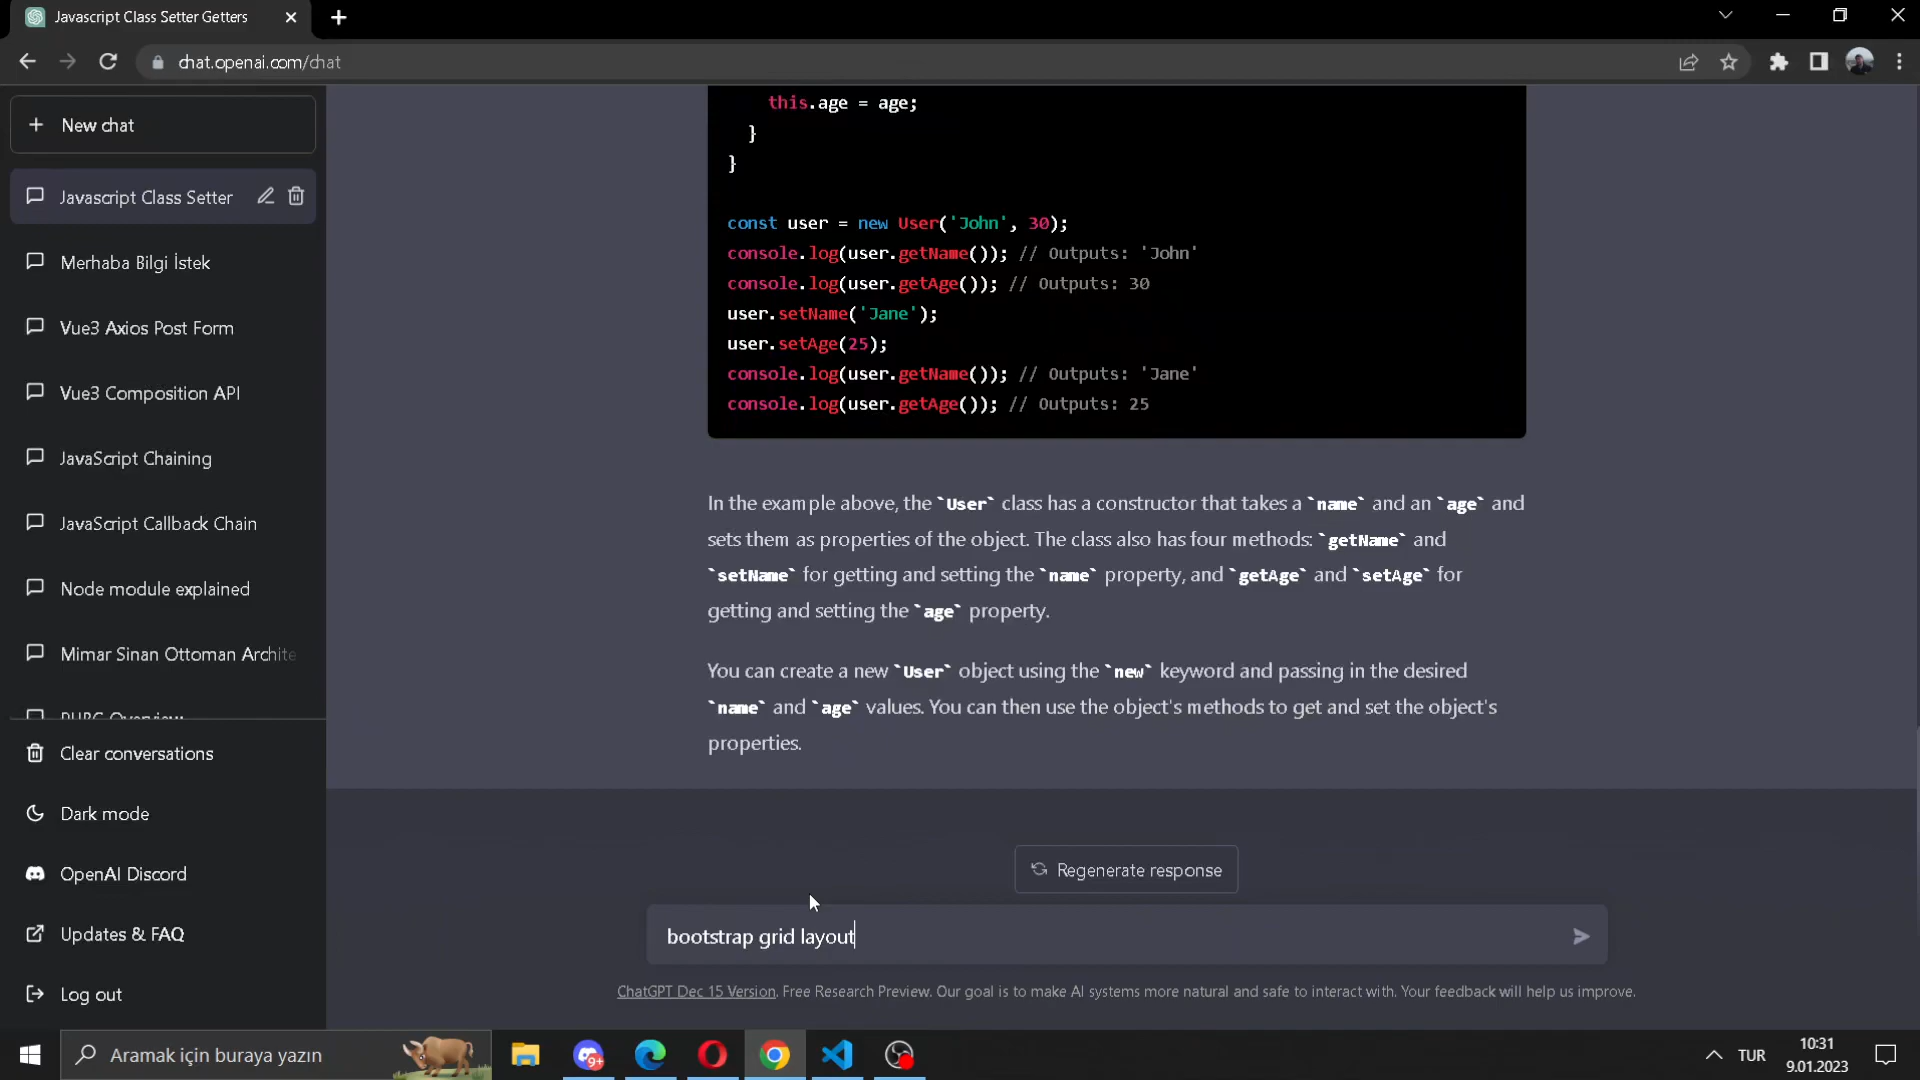 Javascript Class Setter Getters
chat.openai.com/chat
New chat
Javascript Class Setter
Merhaba Bilgi İstek
Vue3 Axios Post Form
Vue3 Composition API
JavaScript Chaining
JavaScript Callback Chain
Node module explained
Mimar Sinan Ottoman Archite
PUBG Overview
Clear conversations
Dark mode
OpenAI Discord
Updates & FAQ
Log out
this.age = age;
}
}
const user = new User('John', 30);
console.log(user.getName()); // Outputs: 'John'
console.log(user.getAge()); // Outputs: 30
user.setName('Jane');
user.setAge(25);
console.log(user.getName()); // Outputs: 'Jane'
console.log(user.getAge()); // Outputs: 25
In the example above, the `User` class has a constructor that takes a `name` and an `age` and
sets them as properties of the object. The class also has four methods: `getName` and
`setName` for getting and setting the `name` property, and `getAge` and `setAge` for
getting and setting the `age` property.
You can create a new `User` object using the `new` keyword and passing in the desired
`name` and `age` values. You can then use the object's methods to get and set the object's
properties.
Regenerate response
bootstrap grid layout
ChatGPT Dec 15 Version. Free Research Preview. Our goal is to make AI systems more natural and safe to interact with. Your feedback will help us improve.
Aramak için buraya yazın
9+
TUR
10:31
9.01.2023